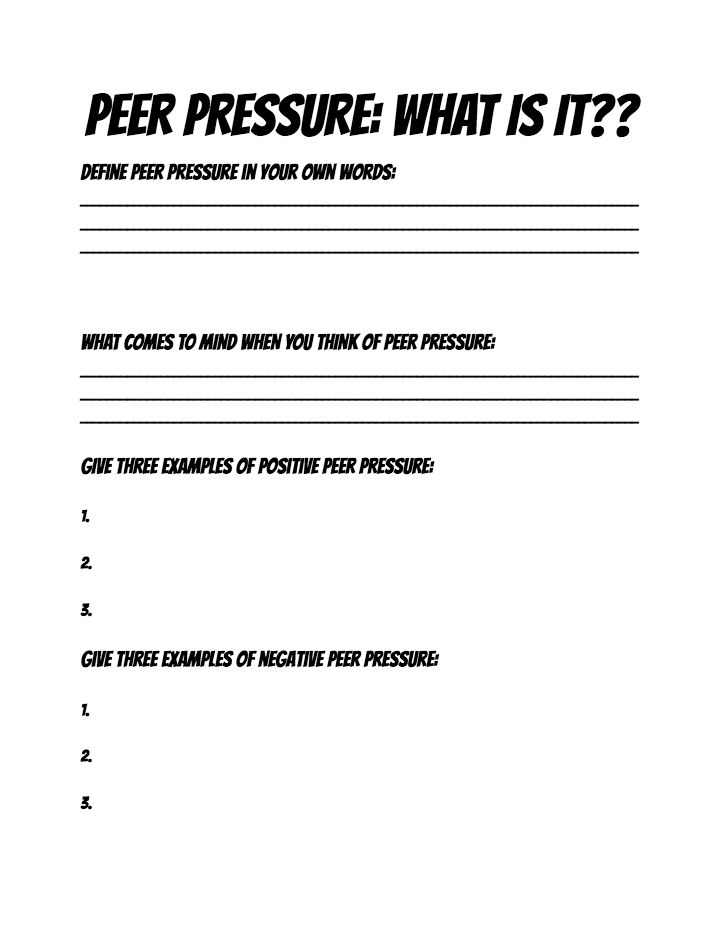 PEER PRESSURE: WHAT IS IT??
DEFINE PEER PRESSURE IN YOUR OWN WORDS:
WHAT COMES TO MIND WHEN YOU THINK OF PEER PRESSURE:
GIVE THREE EXAMPLES OF POSITIVE PEER PRESSURE:
1.
2.
3.
GIVE THREE EXAMPLES OF NEGATIVE PEER PRESSURE:
1.
2.
3.